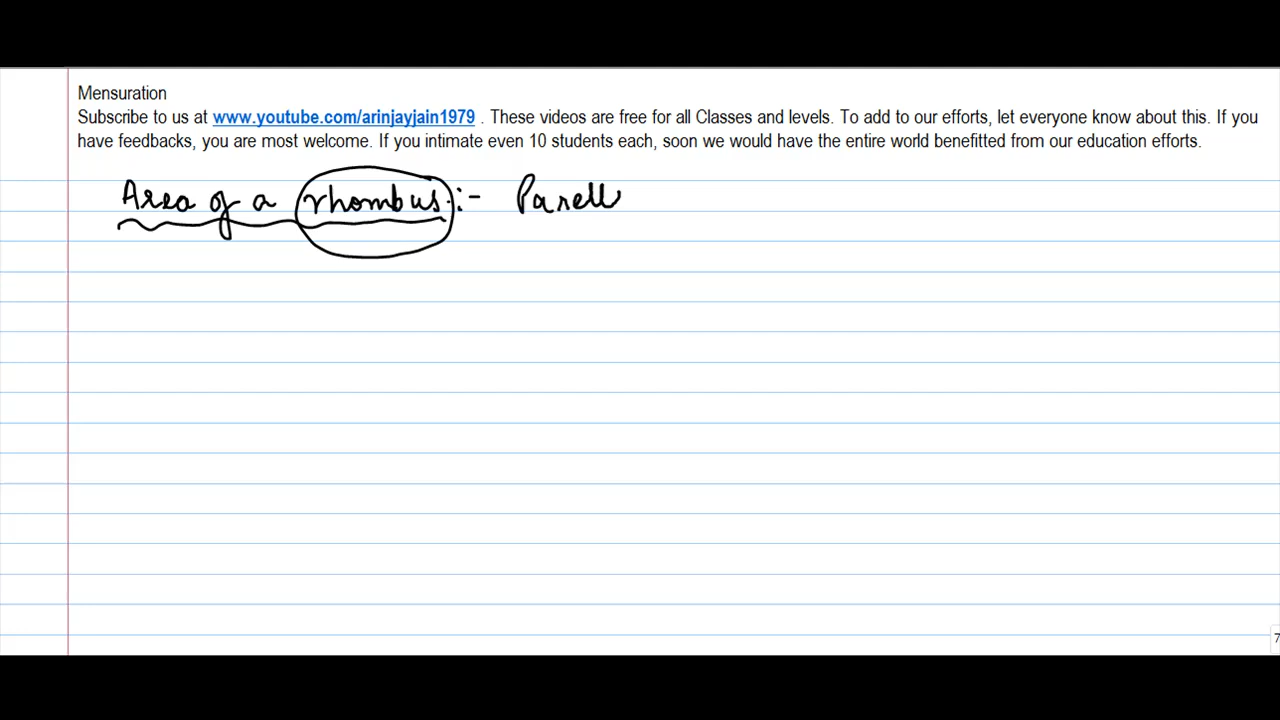 Mensuration
Subscribe to us at www.youtube.com/arinjayjain1979 . These videos are free for all Classes and levels. To add to our efforts, let everyone know about this. If you
have feedbacks, you are most welcome. If you intimate even 10 students each, soon we would have the entire world benefitted from our education efforts.
Area of a rhombus :- Parell
7